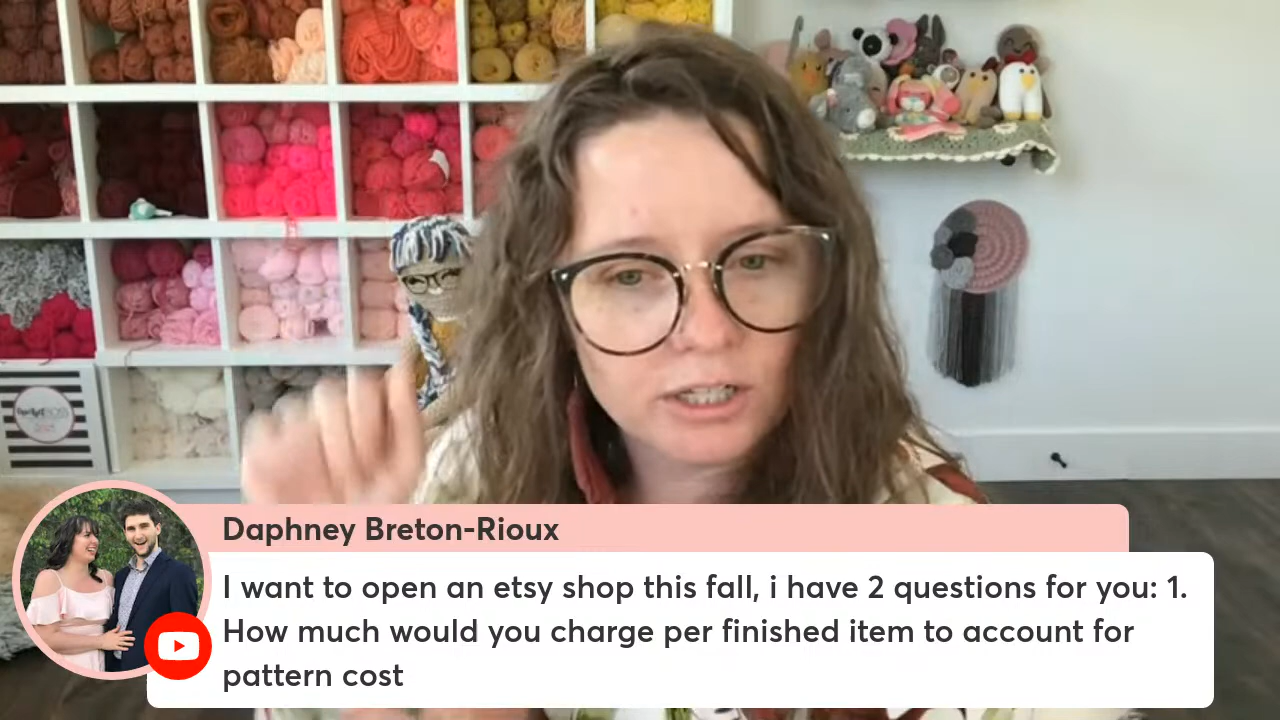 Daphney Breton-Rioux
I want to open an etsy shop this fall, i have 2 questions for you: 1.
How much would you charge per finished item to account for
pattern cost